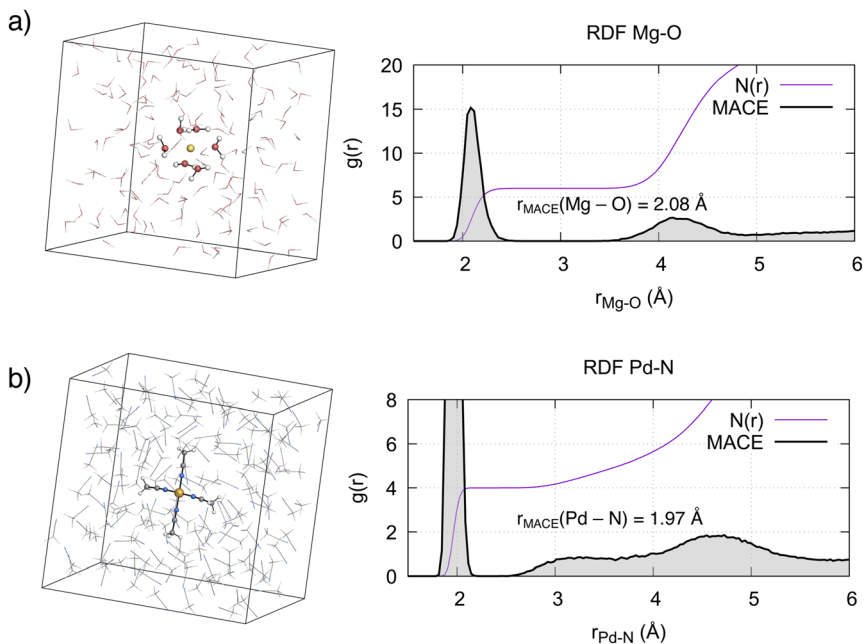 a)
RDF Mg-O
20
15
10
5
0
g(r)
N(r)
MACE
rMACE(Mg – O) = 2.08 Å
2 3 4 5 6
rMg-O (Å)
b)
RDF Pd-N
8
6
4
2
0
g(r)
N(r)
MACE
rMACE(Pd – N) = 1.97 Å
2 3 4 5 6
rPd-N (Å)